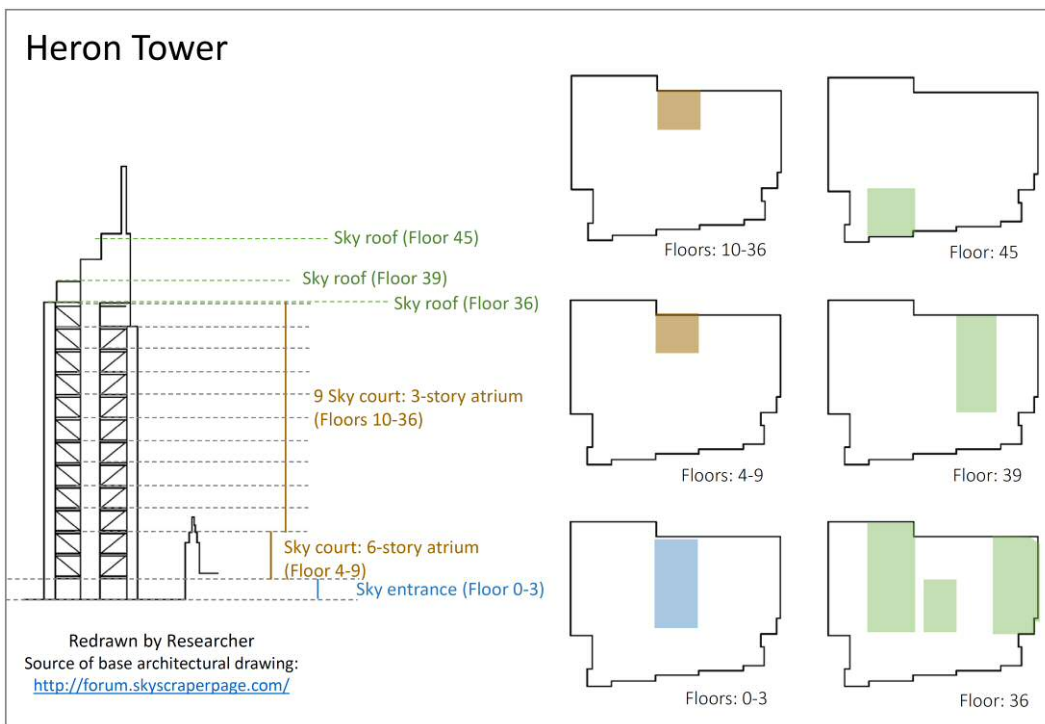 Heron Tower
Sky roof (Floor 45)
Sky roof (Floor 39)
Sky roof (Floor 36)
9 Sky court: 3-story atrium
(Floors 10-36)
Sky court: 6-story atrium
(Floor 4-9)
Sky entrance (Floor 0-3)
Redrawn by Researcher
Source of base architectural drawing:
http://forum.skyscraperpage.com/
Floors: 10-36
Floor: 45
Floors: 4-9
Floor: 39
Floors: 0-3
Floor: 36